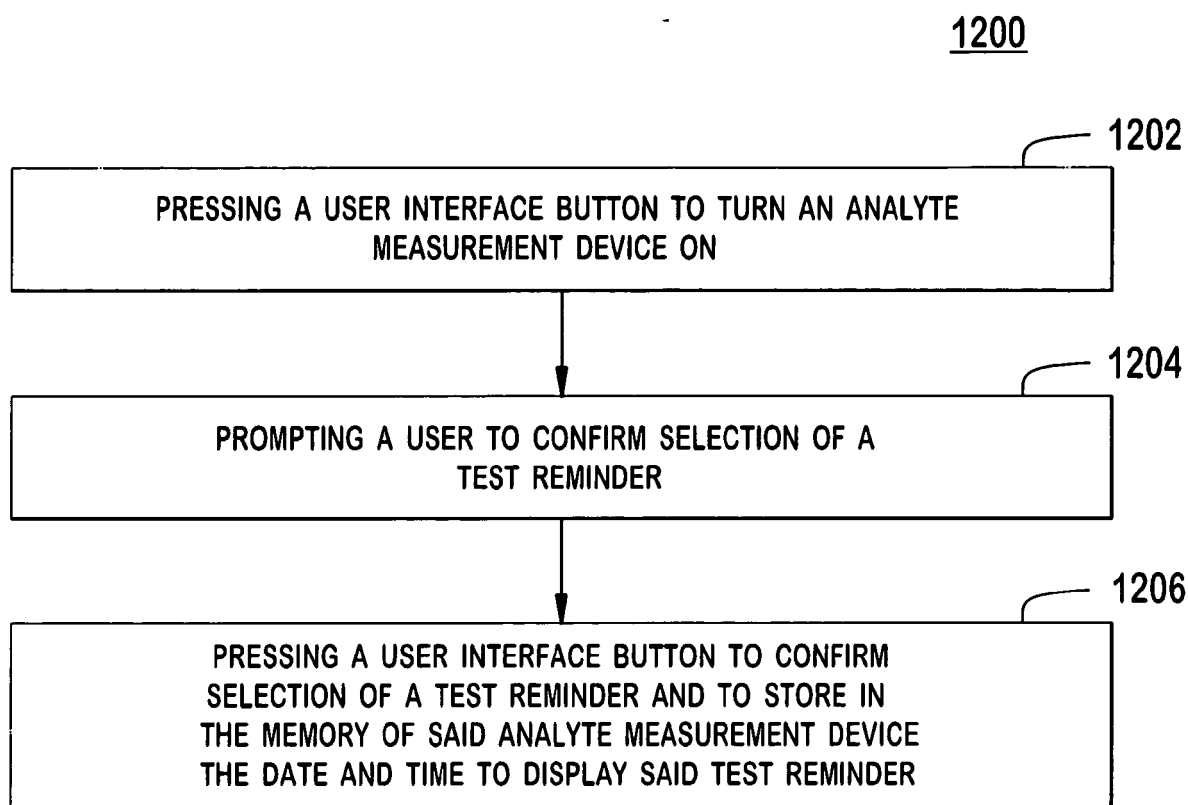 1200
1202
PRESSING A USER INTERFACE BUTTON TO TURN AN ANALYTE
MEASUREMENT DEVICE ON
1204
PROMPTING A USER TO CONFIRM SELECTION OF A
TEST REMINDER
1206
PRESSING A USER INTERFACE BUTTON TO CONFIRM
SELECTION OF A TEST REMINDER AND TO STORE IN
THE MEMORY OF SAID ANALYTE MEASUREMENT DEVICE
THE DATE AND TIME TO DISPLAY SAID TEST REMINDER